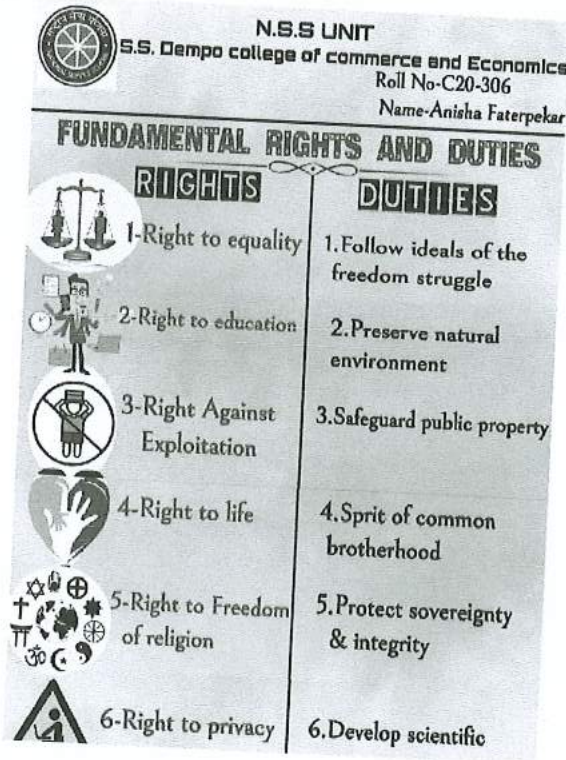 N.S.S UNIT
S.S. Dempo college of commerce and Economics
Roll No-C20-306
Name-Anisha Faterpekar
FUNDAMENTAL RIGHTS AND DUTIES
RIGHTS
1-Right to equality
2-Right to education
3-Right Against
Exploitation
4-Right to life
5-Right to Freedom
of religion
6-Right to privacy
DUTIES
1.Follow ideals of the
freedom struggle
2.Preserve natural
environment
3.Safeguard public property
4.Sprit of common
brotherhood
5.Protect sovereignty
& integrity
6.Develop scientific